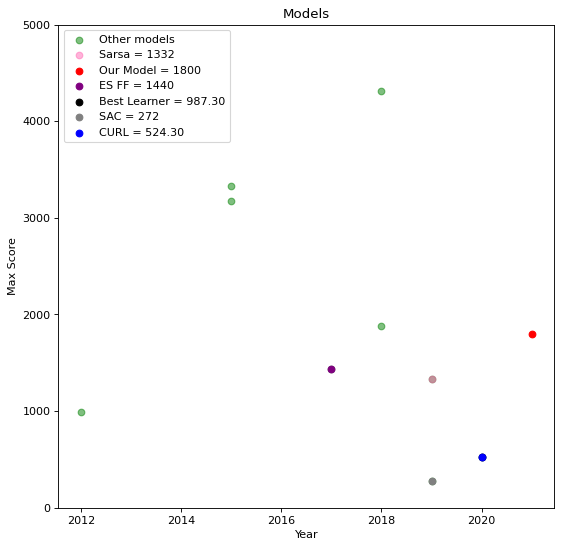 Models
Max Score
5000
4000
3000
2000
1000
0
Other models
Sarsa = 1332
Our Model = 1800
ES FF = 1440
Best Learner = 987.30
SAC = 272
CURL = 524.30
2012
2014
2016
2018
2020
Year